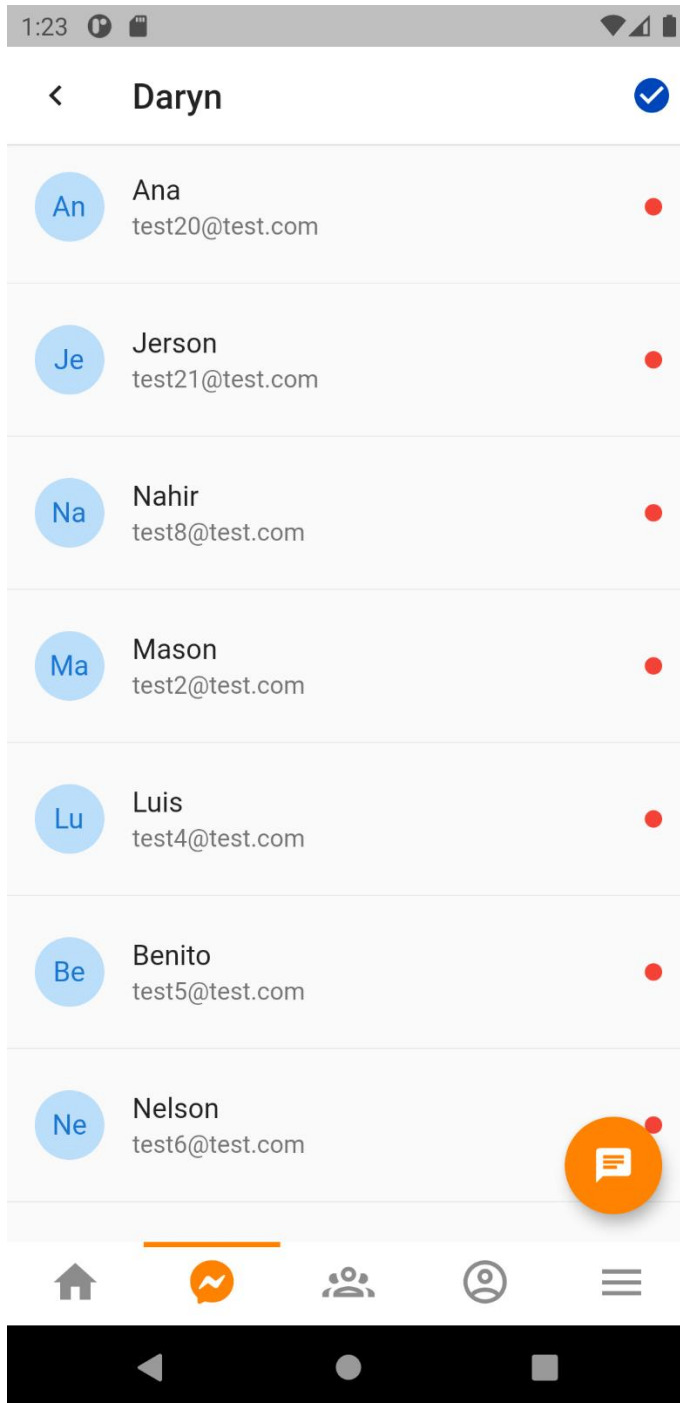 1:23
Daryn
An
Ana
test20@test.com
Je
Jerson
test21@test.com
Na
Nahir
test8@test.com
Ma
Mason
test2@test.com
Lu
Luis
test4@test.com
Be
Benito
test5@test.com
Ne
Nelson
test6@test.com